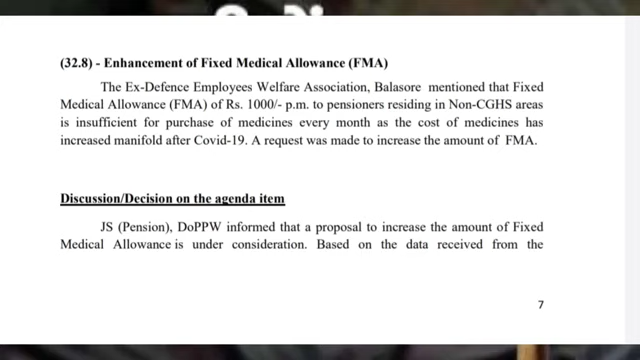 (32.8) - Enhancement of Fixed Medical Allowance (FMA)
The Ex-Defence Employees Welfare Association, Balasore mentioned that Fixed
Medical Allowance (FMA) of Rs. 1000/- p.m. to pensioners residing in Non-CGHS areas
is insufficient for purchase of medicines every month as the cost of medicines has
increased manifold after Covid-19. A request was made to increase the amount of FMA.
Discussion/Decision on the agenda item
JS (Pension), DoPPW informed that a proposal to increase the amount of Fixed
Medical Allowance is under consideration. Based on the data received from the
7